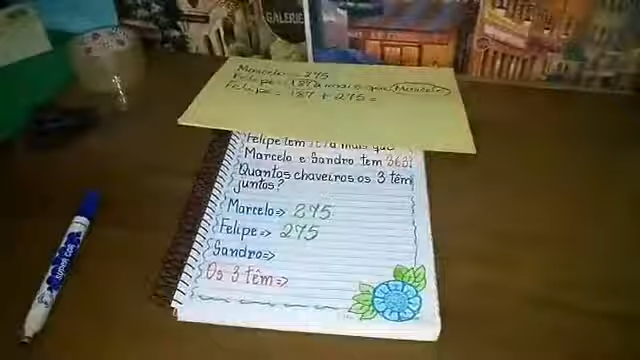 GALERIE
Marcelo = 275
Felipe = 187 a mais que Marcelo
Felipe = 187 + 275 =
Felipe tem a mais que
Marcelo e Sandro tem 363!
Quantos chaveiros os 3 têm
juntos?
Marcelo=> 275
Felipe=> 275
Sandro=>
Os 3 têm=>